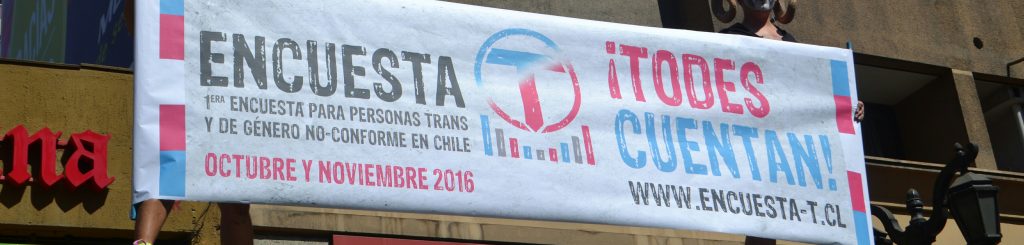 ENCUESTA
1ERA ENCUESTA PARA PERSONAS TRANS
Y DE GÉNERO NO-CONFORME EN CHILE
OCTUBRE Y NOVIEMBRE 2016
T
¡TODES
CUENTAN!
WWW.ENCUESTA-T.CL
na